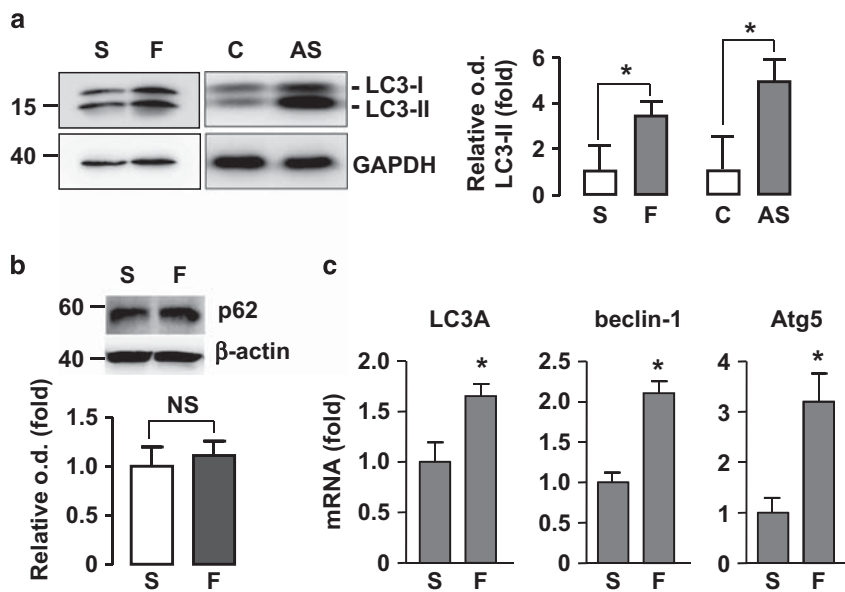 a
S F C AS
- LC3-I
15
- LC3-II
40
GAPDH
Relative o.d.
LC3-II (fold)
6
4
2
0
*
*
S F C AS
b
S F
60
p62
40
β-actin
Relative o.d. (fold)
1.5
1.0
0.5
0
NS
S F
c
LC3A
mRNA (fold)
2.0
1.5
1.0
0.5
0
*
S F
beclin-1
2.5
2.0
1.5
1.0
0.5
0
*
S F
Atg5
4
3
2
1
0
*
S F